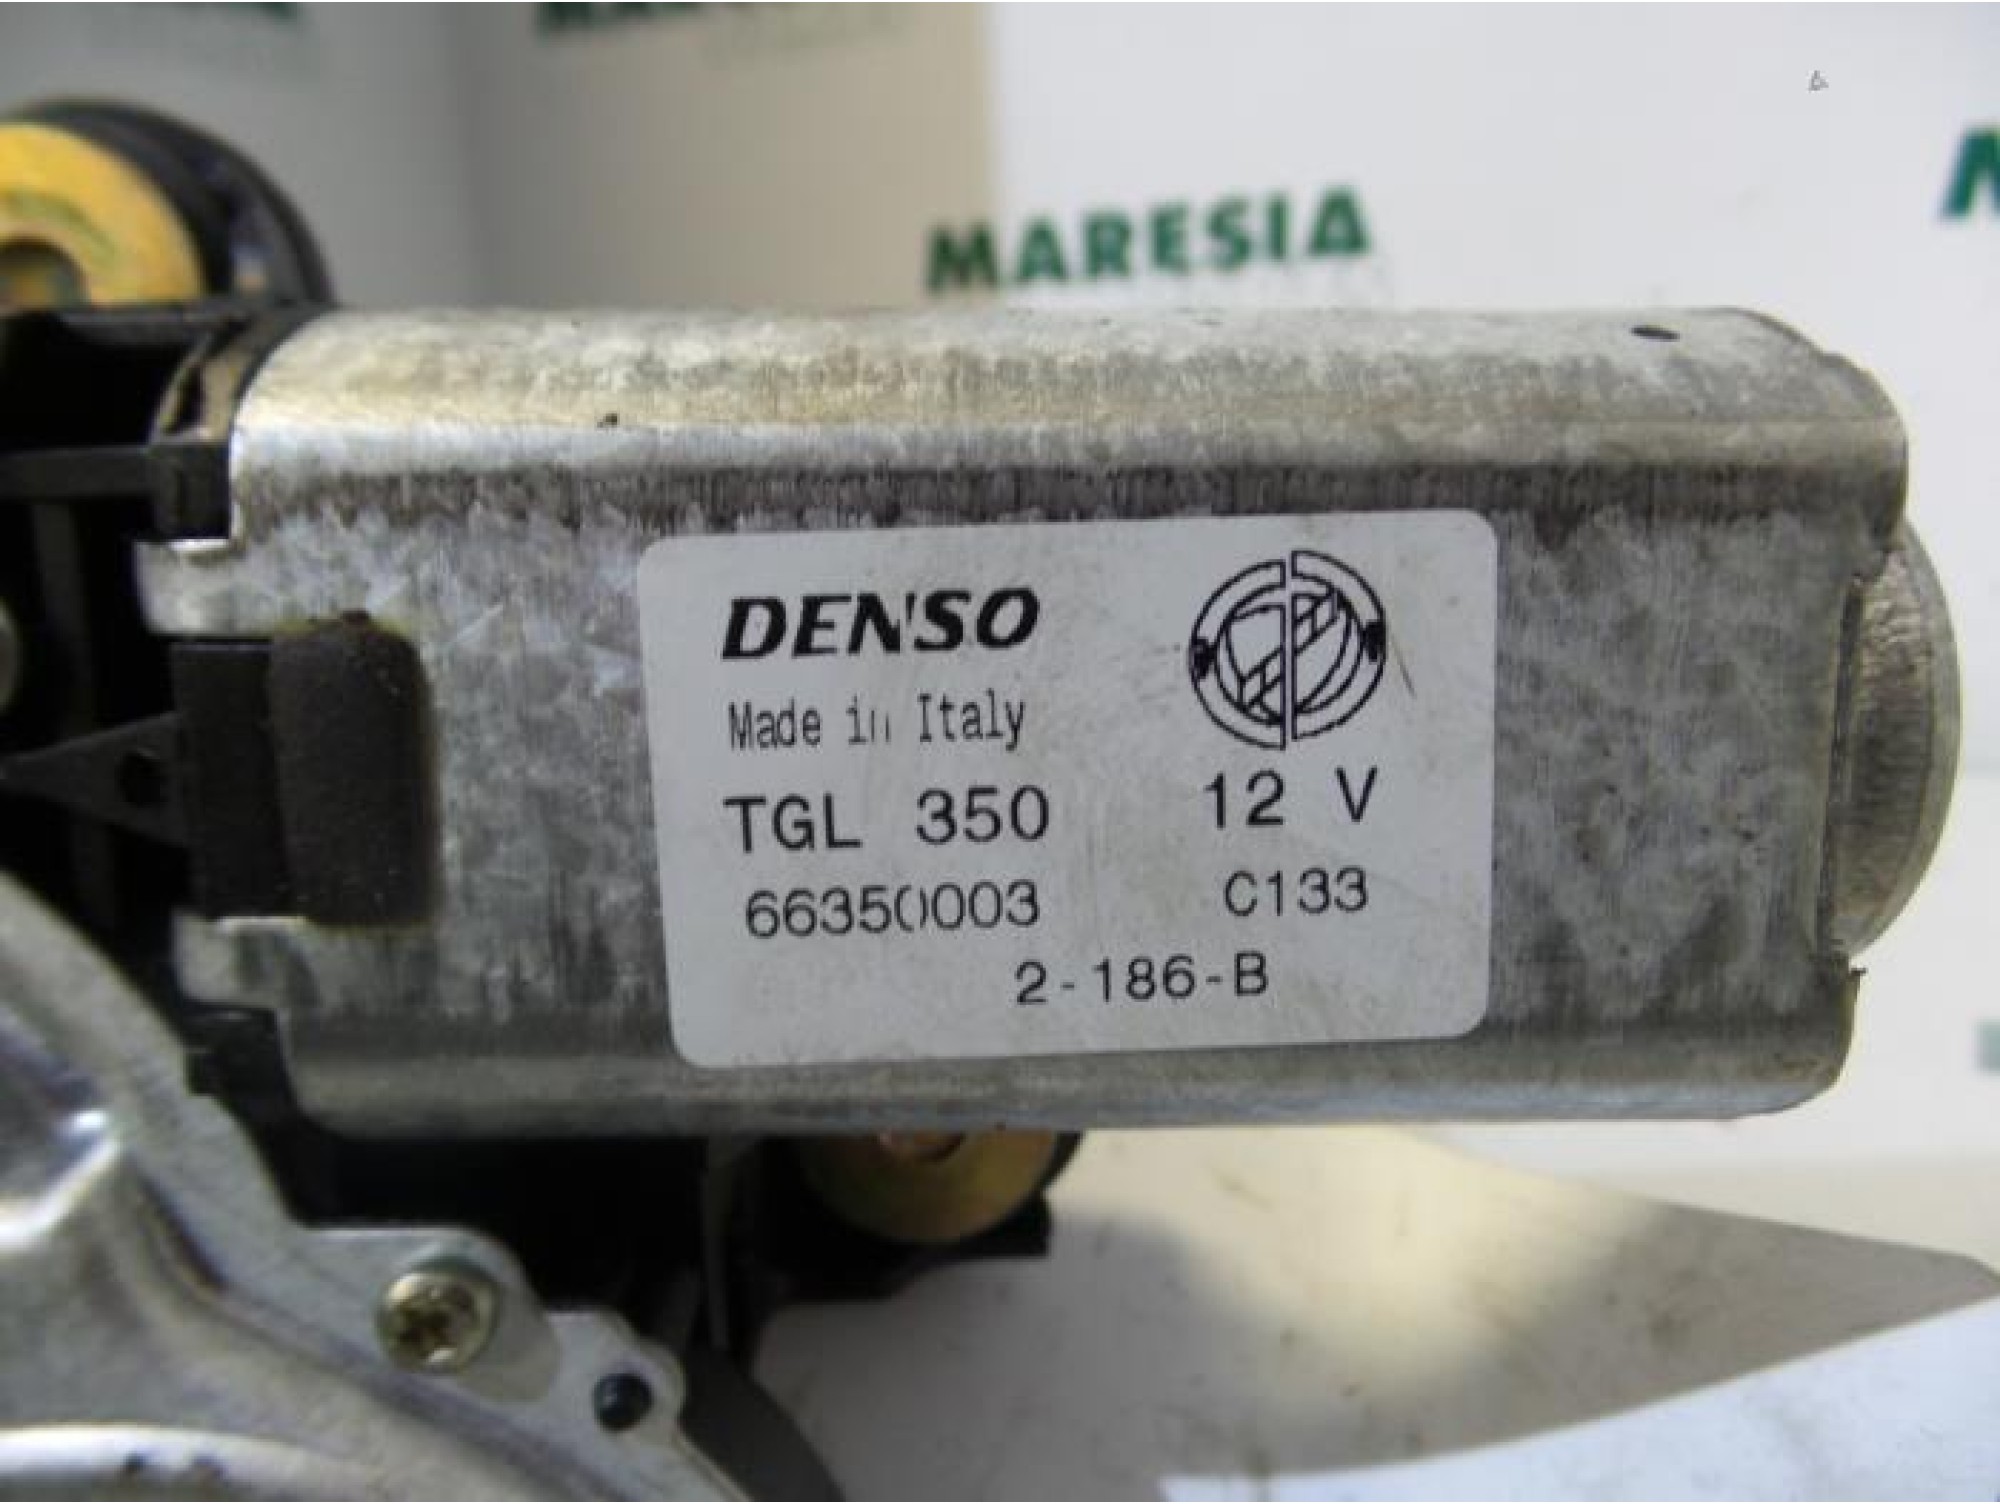 MARESIA
DENSO
Made in Italy
TGL 350 12 V
66350003 C133
2-186-B